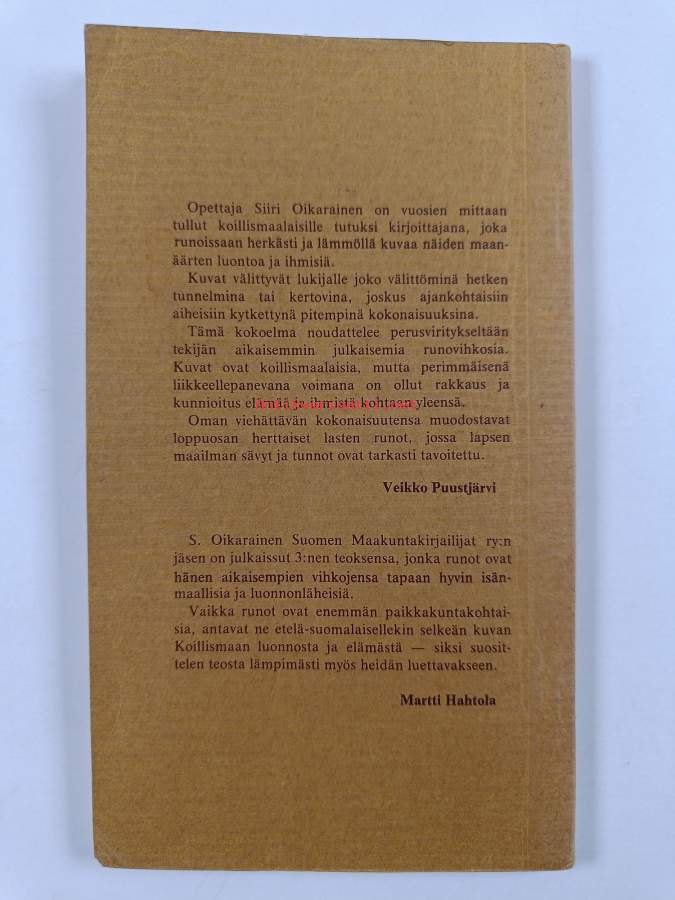 Opettaja Siiri Oikarainen on vuosien mittaan
tullut koillismaalaisille tutuksi kirjoittajana, joka
runoissaan herkästi ja lämmöllä kuvaa näiden maan-
äärten luontoa ja ihmisiä.
Kuvat välittyvät lukijalle joko välittöminä hetken
tunnelmina tai kertovina, joskus ajankohtaisiin
aiheisiin kytkettynä pitempinä kokonaisuuksina.
Tämä kokoelma noudattelee perusviritykseltään
tekijän aikaisemmin julkaisemia runovihkosia.
Kuvat ovat koillismaalaisia, mutta perimmäisenä
liikkeellepanevana voimana on ollut rakkaus ja
kunnioitus elämää ja ihmistä kohtaan yleensä.
Oman viehättävän kokonaisuutensa muodostavat
loppuosan herttaiset lasten runot, jossa lapsen
maailman sävyt ja tunnot ovat tarkasti tavoitettu.
Veikko Puustjärvi
S. Oikarainen Suomen Maakuntakirjailijat ry:n
jäsen on julkaissut 3:nen teoksensa, jonka runot ovat
hänen aikaisempien vihkojensa tapaan hyvin isän-
maallisia ja luonnonläheisiä.
Vaikka runot ovat enemmän paikkakuntakohtai-
sia, antavat ne etelä-suomalaisellekin selkeän kuvan
Koillismaan luonnosta ja elämästä — siksi suosit-
telen teosta lämpimästi myös heidän luettavakseen.
Martti Hahtola